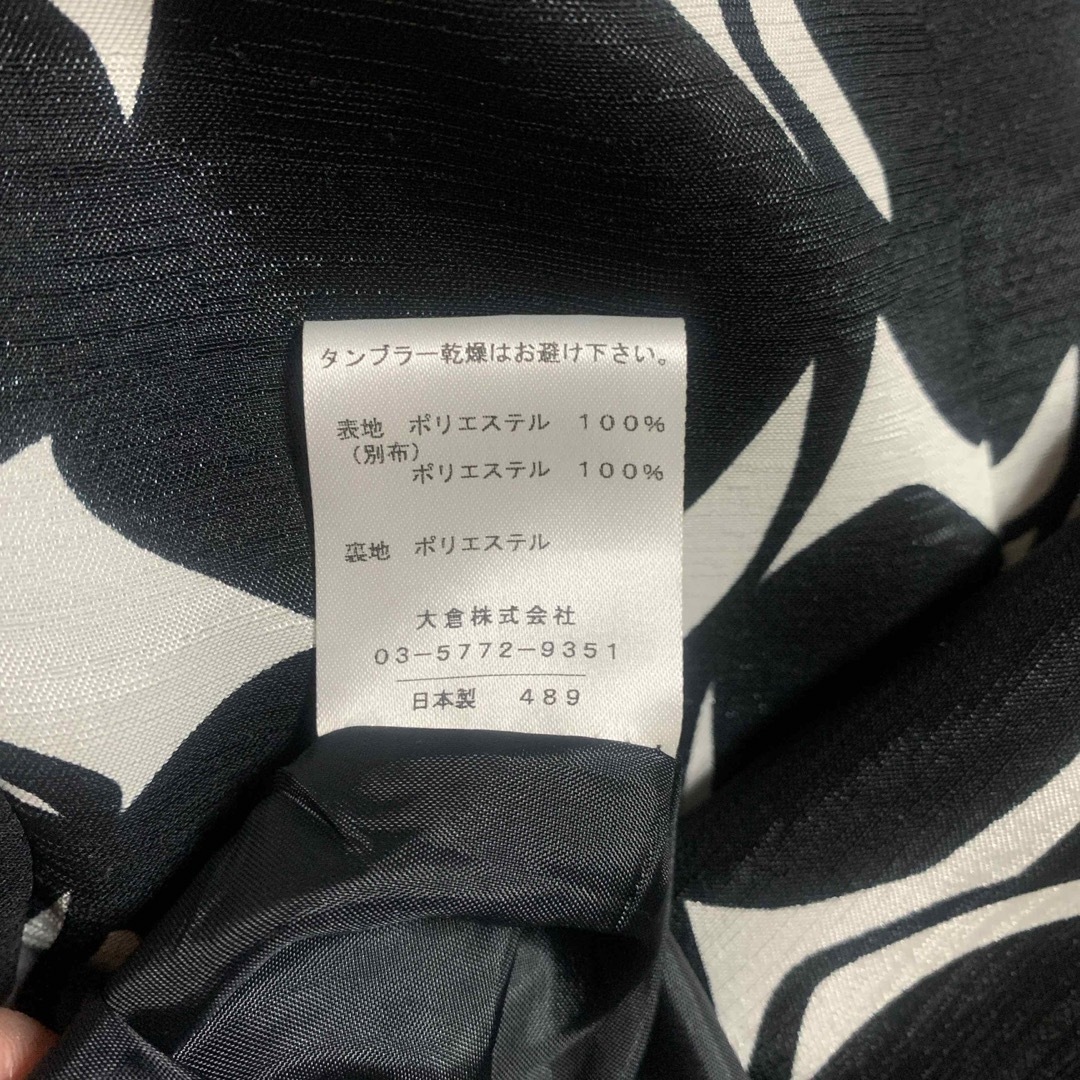 タンブラー乾燥はお避け下さい。
表地 ポリエステル 100%
(別布)
ポリエステル 100%
裏地 ポリエステル
大倉株式会社
03-5772-9351
日本製 489